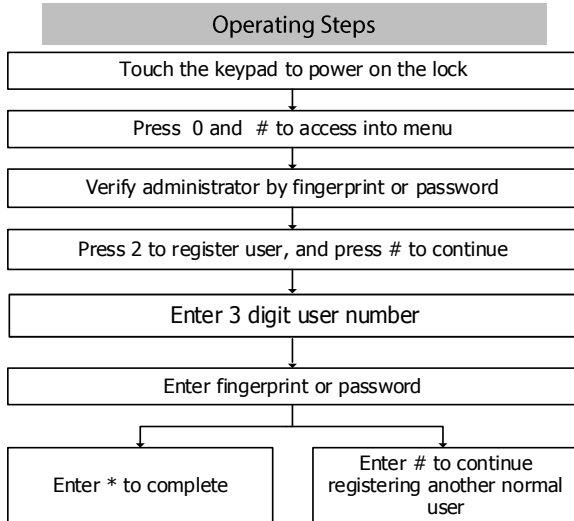 Operating Steps
Touch the keypad to power on the lock
Press 0 and # to access into menu
Verify administrator by fingerprint or password
Press 2 to register user, and press # to continue
Enter 3 digit user number
Enter fingerprint or password
Enter * to complete
Enter # to continue
registering another normal
user